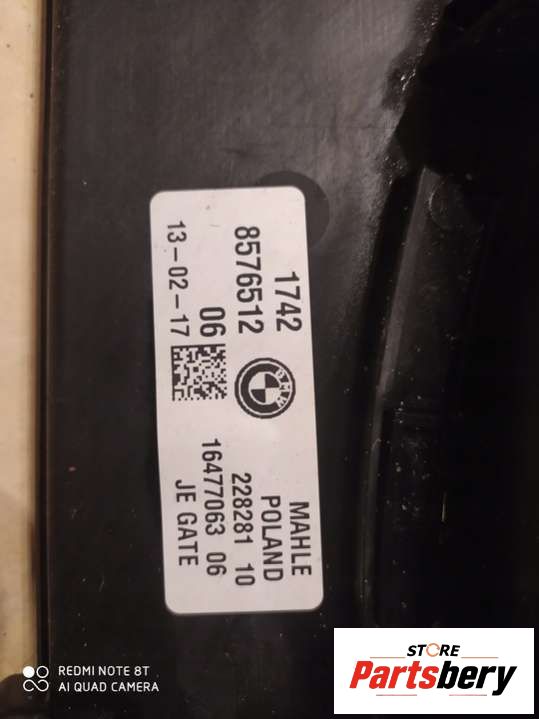 1742
8576512
06
13-02-17
BMW
MAHLE
POLAND
228281 10
16477063 06
JE GATE
REDMI NOTE 8T
AI QUAD CAMERA
STORE
Partsbery